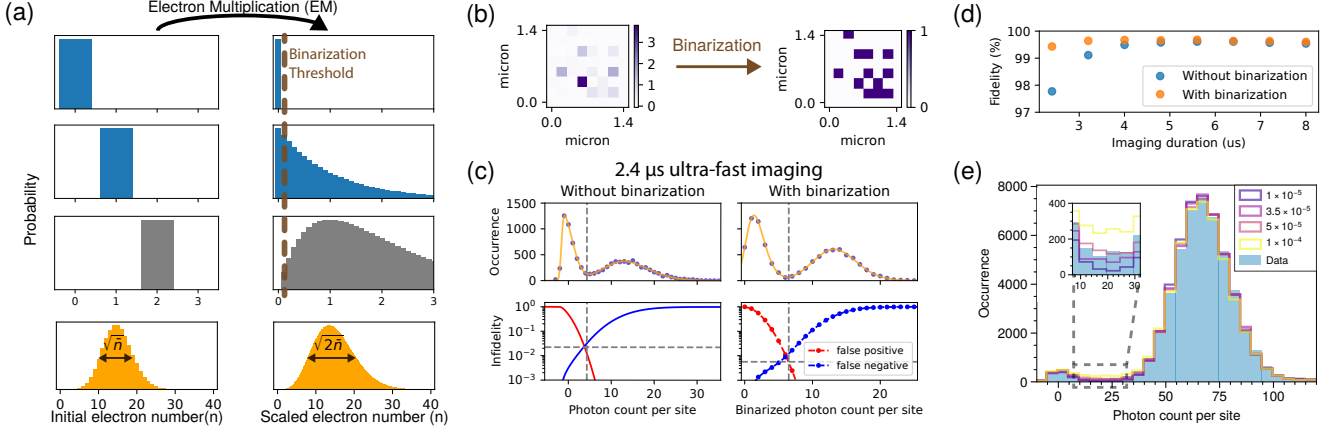 (a)
Electron Multiplication (EM)
Binarization
Threshold
Probability
0 1 2 3
0 1 2 3
√n̄
√2n̄
0 10 20 30 40
0 10 20 30 40
Initial electron number(n)
Scaled electron number (n)
(b)
1.4
0.0
micron
0.0 1.4
micron
3
2
1
0
Binarization
1.4
0.0
micron
0.0 1.4
micron
1
0
2.4 μs ultra-fast imaging
(c)
Without binarization
With binarization
Occurrence
1500
1000
500
0
Infidelity
10⁰
10⁻¹
10⁻²
10⁻³
false positive
false negative
0 10 20 30
0 10 20
Photon count per site
Binarized photon count per site
(d)
Fidelity (%)
100
99
98
97
Without binarization
With binarization
3 4 5 6 7 8
Imaging duration (us)
(e)
Occurrence
8000
6000
4000
2000
0
400
200
0
10 20 30
1 × 10⁻⁵
3.5 × 10⁻⁵
5 × 10⁻⁵
1 × 10⁻⁴
Data
0 25 50 75 100
Photon count per site